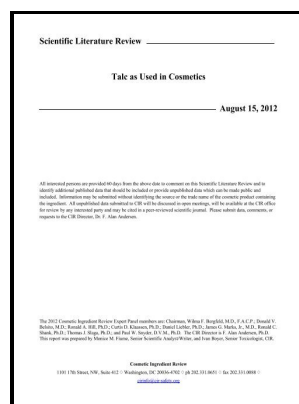 Scientific Literature Review
Talc as Used in Cosmetics
August 15, 2012
All interested persons are provided 60 days from the above date to comment on this Scientific Literature Review and to
identify additional published data that should be included or provide unpublished data which can be made public and
included. Information may be submitted without identifying the source or the trade name of the cosmetic product containing
the ingredient. All unpublished data submitted to CIR will be discussed in open meetings, will be available at the CIR office
for review by any interested party and may be cited in a peer-reviewed scientific journal. Please submit data, comments, or
requests to the CIR Director, Dr. F. Alan Andersen.
The 2012 Cosmetic Ingredient Review Expert Panel members are: Chairman, Wilma F. Bergfeld, M.D., F.A.C.P.; Donald V.
Belsito, M.D.; Ronald A. Hill, Ph.D.; Curtis D. Klaassen, Ph.D.; Daniel Liebler, Ph.D.; James G. Marks, Jr., M.D., Ronald C.
Shank, Ph.D.; Thomas J. Slaga, Ph.D.; and Paul W. Snyder, D.V.M., Ph.D. The CIR Director is F. Alan Andersen, Ph.D.
This report was prepared by Monice M. Fiume, Senior Scientific Analyst/Writer, and Ivan Boyer, Senior Toxicologist, CIR.
Cosmetic Ingredient Review
1101 17th Street, NW, Suite 412 Washington, DC 20036-4702 ph 202.331.0651 fax 202.331.0088
cirinfo@cir-safety.org